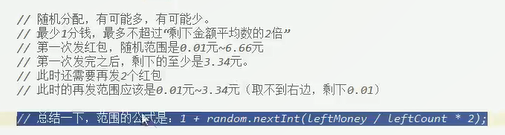 // 随机分配，有可能多，有可能少。
// 最少1分钱，最多不超过“剩下金额平均数的2倍”
// 第一次发红包，随机范围是0.01元~6.66元
// 第一次发完之后，剩下的至少是3.34元。
// 此时还需要再发2个红包
// 此时的再发范围应该是0.01元~3.34元（取不到右边，剩下0.01）
// 总结一下，范围的公式是：1 + random.nextInt(leftMoney / leftCount * 2);